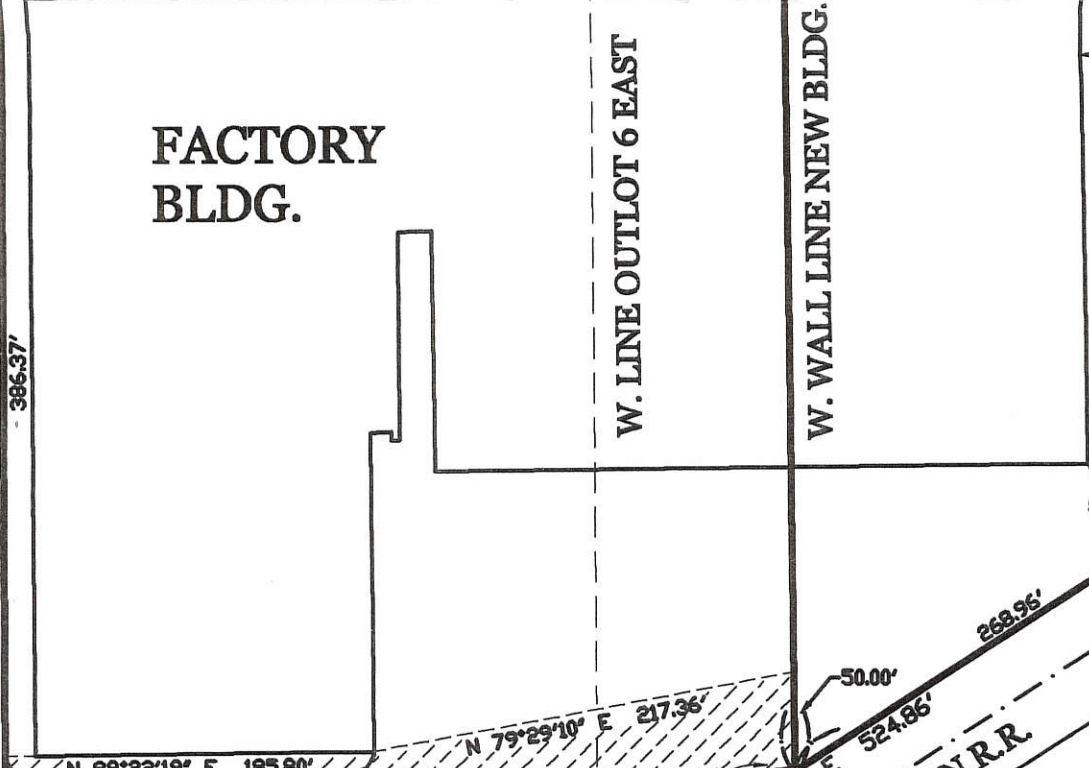 FACTORY
BLDG.
W. LINE OUTLOT 6 EAST
W. WALL LINE NEW BLDG.
386.37'
268.96'
50.00'
524.86'
N 79°29'10" E 217.36'
R.R.
E